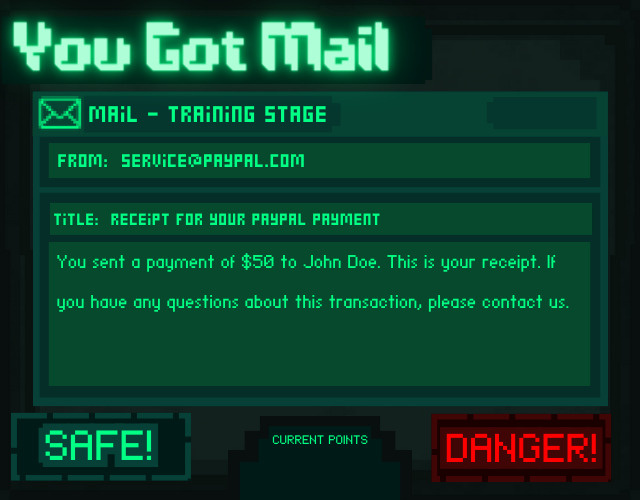 You Got Mail
MAiL - TRAiNiNG STAGE
FROM: SERViCE@PAYPAL.COM
TiTLE: RECEiPT FOR YOUR PAYPAL PAYMENT
You sent a payment of $50 to John Doe. This is your receipt. If
you have any questions about this transaction, please contact us.
SAFE!
CURRENT POINTS
DANGER!